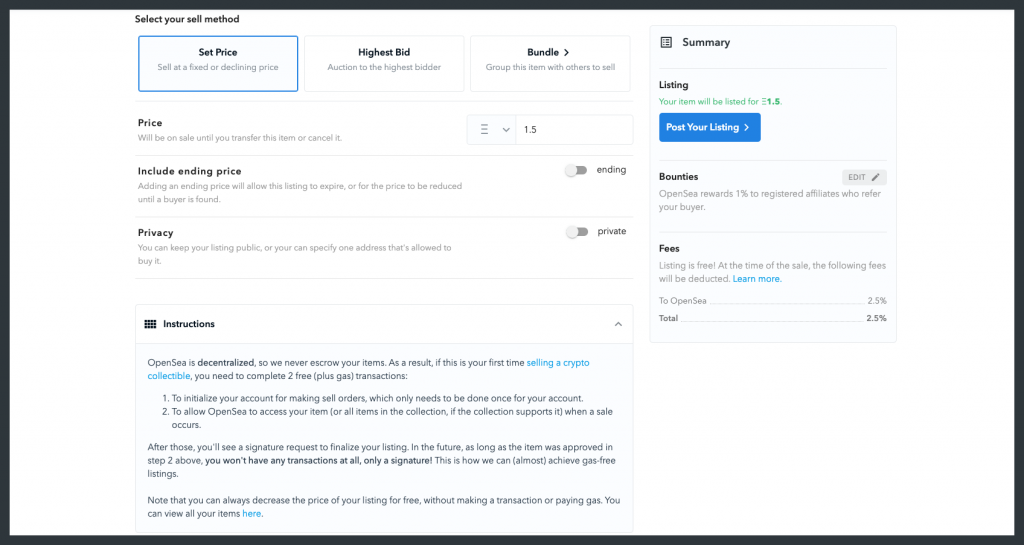 Select your sell method
Set Price
Sell at a fixed or declining price
Highest Bid
Auction to the highest bidder
Bundle >
Group this item with others to sell
Price
Will be on sale until you transfer this item or cancel it.
Ξ
1.5
Include ending price
Adding an ending price will allow this listing to expire, or for the price to be reduced
until a buyer is found.
ending
Privacy
You can keep your listing public, or your can specify one address that's allowed to
buy it.
private
Instructions
OpenSea is decentralized, so we never escrow your items. As a result, if this is your first time selling a crypto
collectible, you need to complete 2 free (plus gas) transactions:
1. To initialize your account for making sell orders, which only needs to be done once for your account.
2. To allow OpenSea to access your item (or all items in the collection, if the collection supports it) when a sale
occurs.
After those, you'll see a signature request to finalize your listing. In the future, as long as the item was approved in
step 2 above, you won't have any transactions at all, only a signature! This is how we can (almost) achieve gas-free
listings.
Note that you can always decrease the price of your listing for free, without making a transaction or paying gas. You
can view all your items here.
Summary
Listing
Your item will be listed for Ξ1.5.
Post Your Listing >
Bounties
EDIT
OpenSea rewards 1% to registered affiliates who refer
your buyer.
Fees
Listing is free! At the time of the sale, the following fees
will be deducted. Learn more.
To OpenSea 2.5%
Total 2.5%